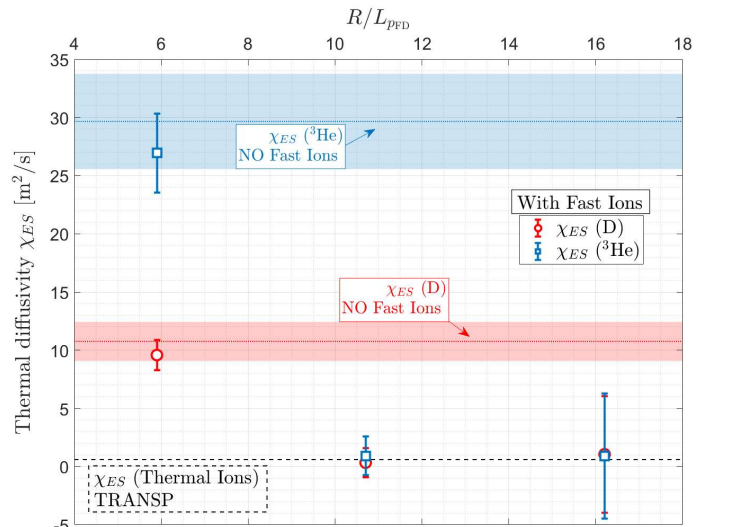 R/L_{p_{FD}}
4 6 8 10 12 14 16 18
35
30
25
20
15
10
5
0
-5
Thermal diffusivity χ_{ES} [m²/s]
χ_{ES} (³He)
NO Fast Ions
With Fast Ions
χ_{ES} (D)
χ_{ES} (³He)
χ_{ES} (D)
NO Fast Ions
χ_{ES} (Thermal Ions)
TRANSP